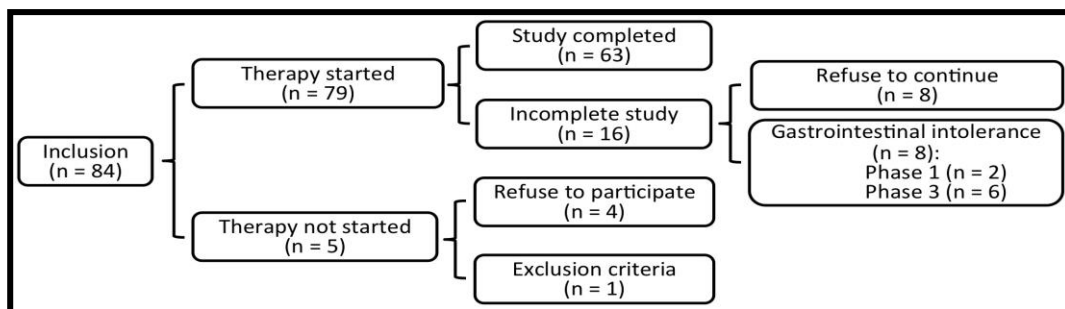 Inclusion
(n = 84)
Therapy started
(n = 79)
Study completed
(n = 63)
Incomplete study
(n = 16)
Refuse to continue
(n = 8)
Gastrointestinal intolerance
(n = 8):
Phase 1 (n = 2)
Phase 3 (n = 6)
Therapy not started
(n = 5)
Refuse to participate
(n = 4)
Exclusion criteria
(n = 1)